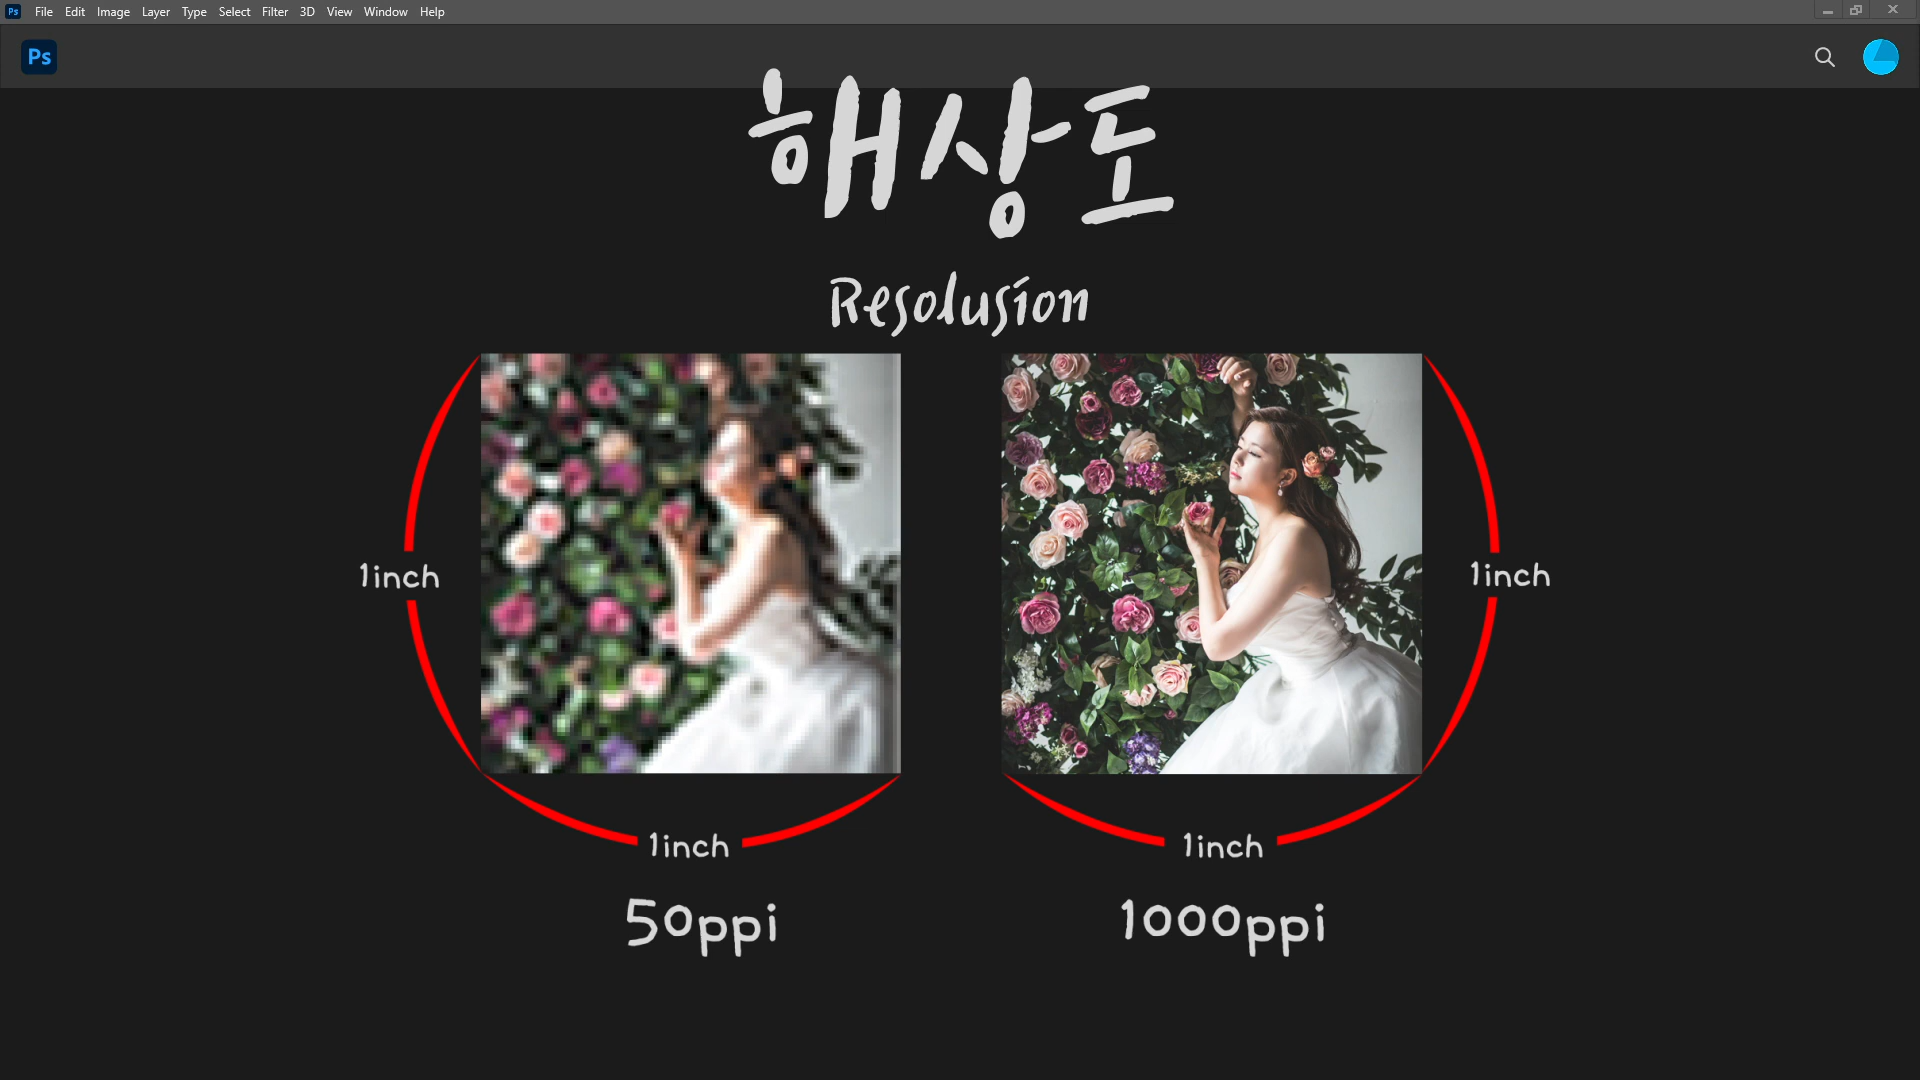 Ps File Edit Image Layer Type Select Filter 3D View Window Help
Ps
해상도
Resolusion
1inch
1inch
1inch
1inch
50ppi
1000ppi